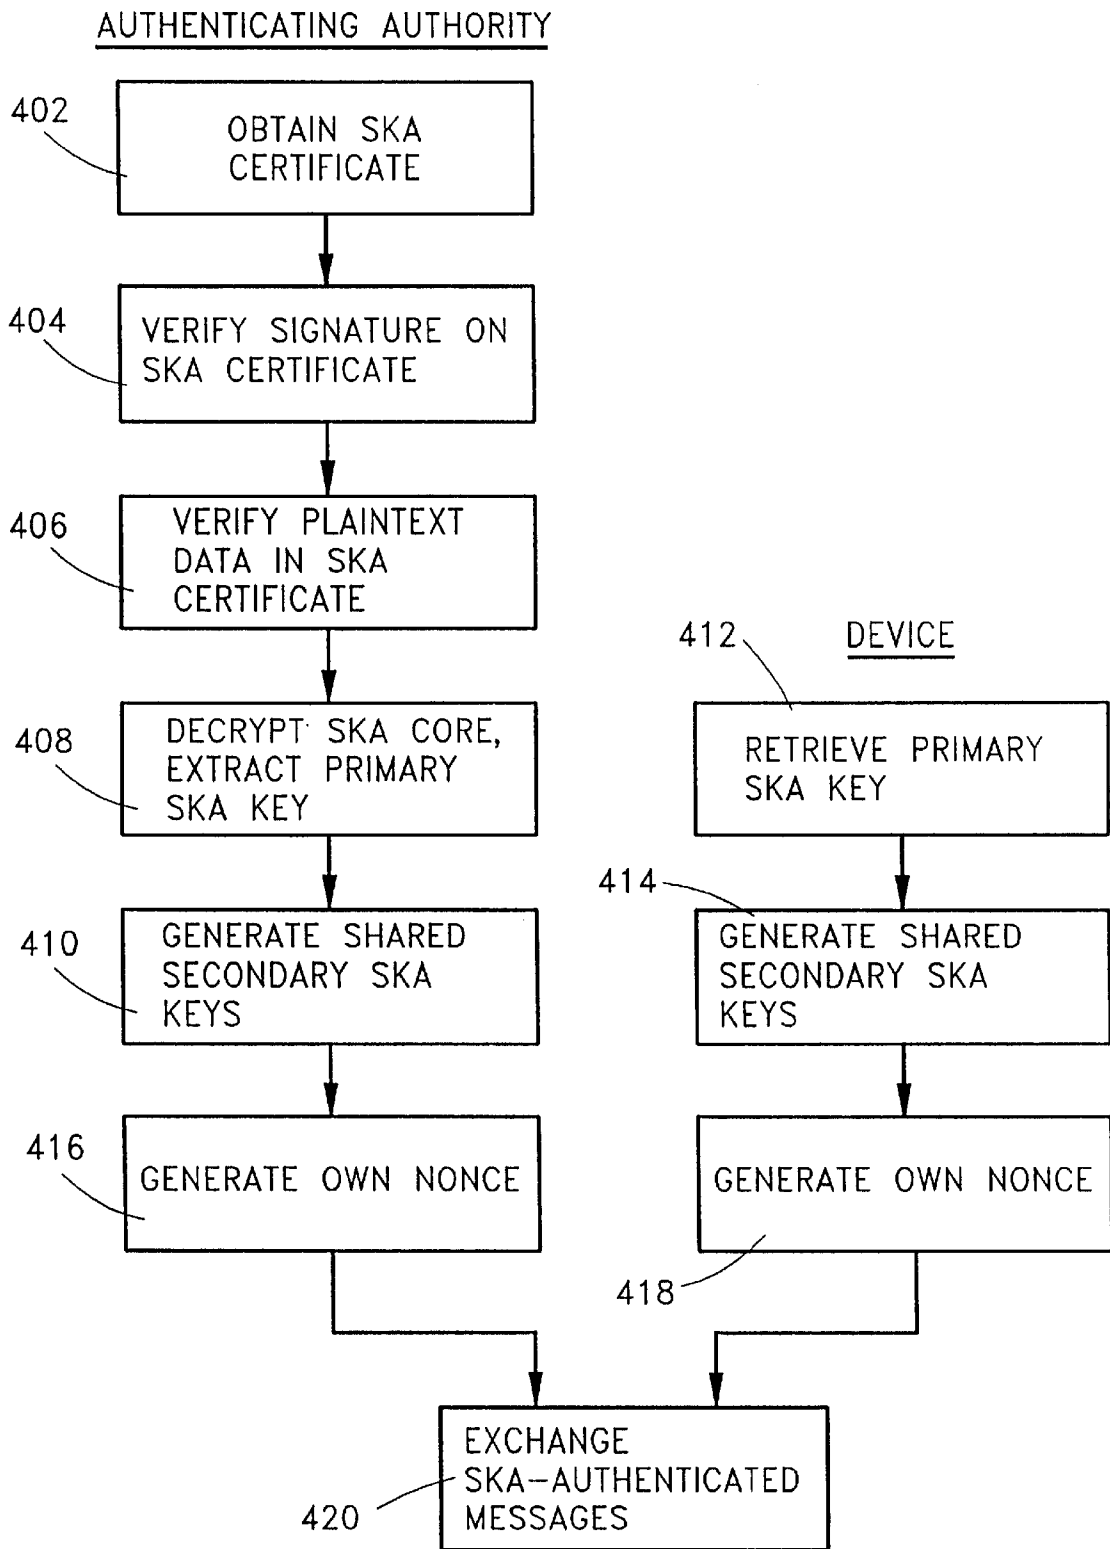 AUTHENTICATING AUTHORITY
402
OBTAIN SKA
CERTIFICATE
404
VERIFY SIGNATURE ON
SKA CERTIFICATE
406
VERIFY PLAINTEXT
DATA IN SKA
CERTIFICATE
408
DECRYPT SKA CORE,
EXTRACT PRIMARY
SKA KEY
410
GENERATE SHARED
SECONDARY SKA
KEYS
416
GENERATE OWN NONCE
DEVICE
412
RETRIEVE PRIMARY
SKA KEY
414
GENERATE SHARED
SECONDARY SKA
KEYS
GENERATE OWN NONCE
418
EXCHANGE
SKA-AUTHENTICATED
MESSAGES
420